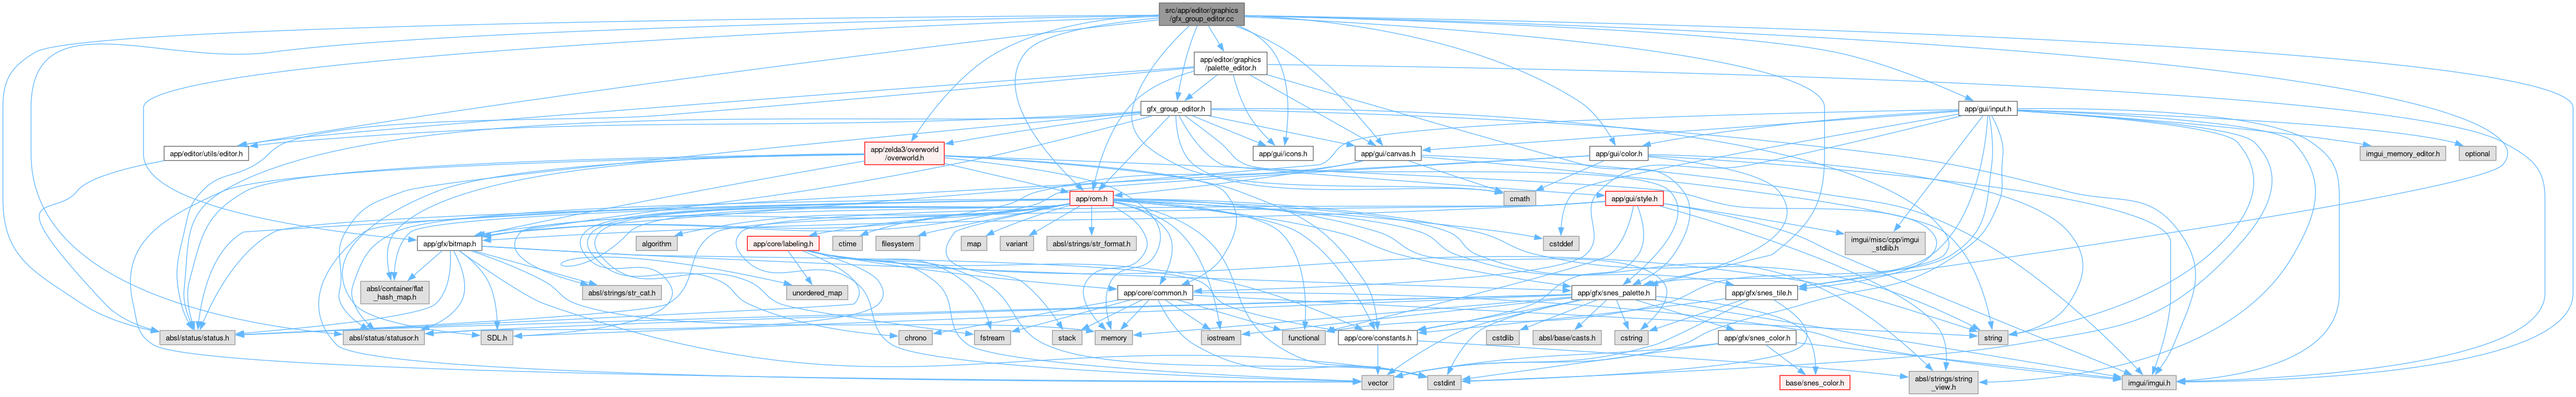 src/app/editor/graphics
/gfx_group_editor.cc
app/editor/graphics
/palette_editor.h
gfx_group_editor.h
app/gui/input.h
app/editor/utils/editor.h
app/zelda3/overworld
/overworld.h
app/gui/icons.h
app/gui/canvas.h
app/gui/color.h
imgui_memory_editor.h
optional
app/rom.h
cmath
app/gui/style.h
app/gfx/bitmap.h
algorithm
app/core/labeling.h
ctime
filesystem
map
variant
absl/strings/str_format.h
cstddef
imgui/misc/cpp/imgui
_stdlib.h
absl/container/flat
_hash_map.h
absl/strings/str_cat.h
unordered_map
app/core/common.h
app/gfx/snes_palette.h
app/gfx/snes_tile.h
absl/status/status.h
absl/status/statusor.h
SDL.h
chrono
fstream
stack
memory
iostream
functional
app/core/constants.h
cstdlib
absl/base/casts.h
cstring
app/gfx/snes_color.h
string
vector
cstdint
base/snes_color.h
absl/strings/string
_view.h
imgui/imgui.h